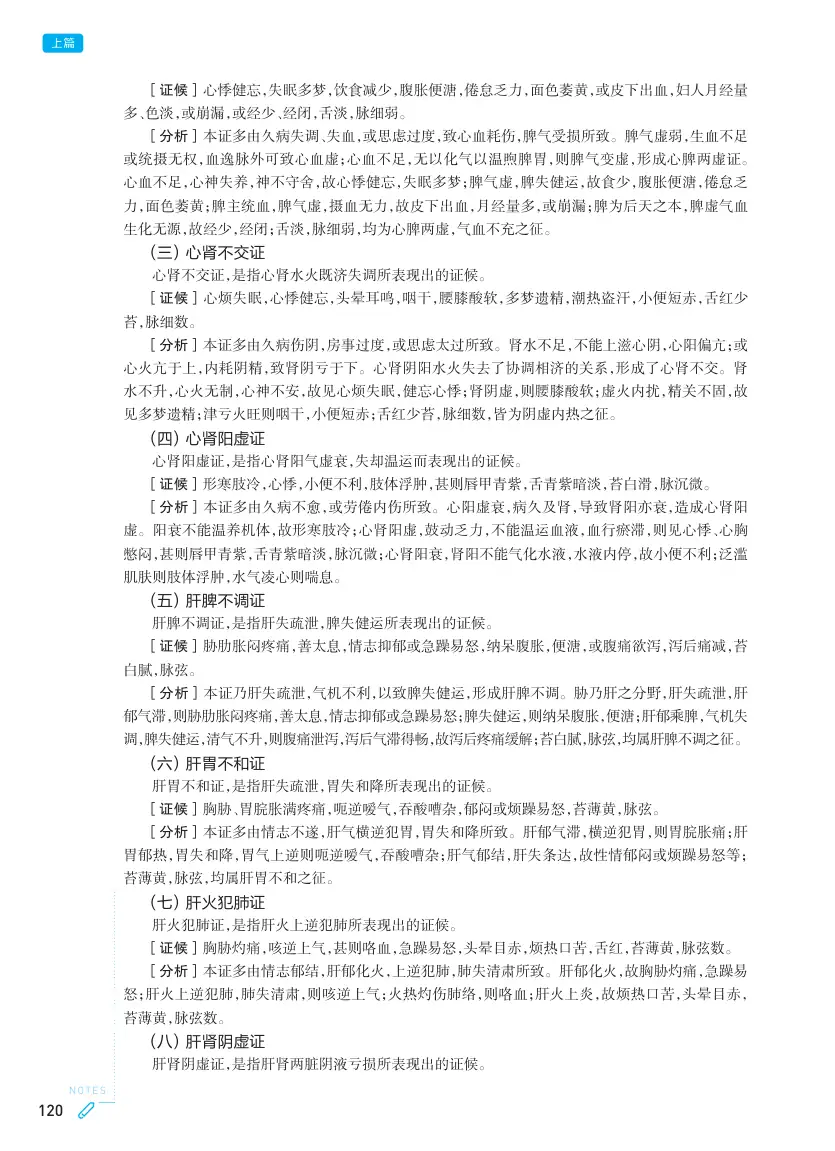 上篇
［证候］心悸健忘,失眠多梦,饮食减少,腹胀便溏,倦怠乏力,面色萎黄,或皮下出血,妇人月经量
多、色淡,或崩漏,或经少、经闭,舌淡,脉细弱。
［分析］本证多由久病失调、失血,或思虑过度,致心血耗伤,脾气受损所致。脾气虚弱,生血不足
或统摄无权,血逸脉外可致心血虚;心血不足,无以化气以温煦脾胃,则脾气变虚,形成心脾两虚证。
心血不足,心神失养,神不守舍,故心悸健忘,失眠多梦;脾气虚,脾失健运,故食少,腹胀便溏,倦怠乏
力,面色萎黄;脾主统血,脾气虚,摄血无力,故皮下出血,月经量多,或崩漏;脾为后天之本,脾虚气血
生化无源,故经少,经闭;舌淡,脉细弱,均为心脾两虚,气血不充之征。
（三）心肾不交证
心肾不交证,是指心肾水火既济失调所表现出的证候。
［证候］心烦失眠,心悸健忘,头晕耳鸣,咽干,腰膝酸软,多梦遗精,潮热盗汗,小便短赤,舌红少
苔,脉细数。
［分析］本证多由久病伤阴,房事过度,或思虑太过所致。肾水不足,不能上滋心阴,心阳偏亢;或
心火亢于上,内耗阴精,致肾阴亏于下。心肾阴阳水火失去了协调相济的关系,形成了心肾不交。肾
水不升,心火无制,心神不安,故见心烦失眠,健忘心悸;肾阴虚,则腰膝酸软;虚火内扰,精关不固,故
见多梦遗精;津亏火旺则咽干,小便短赤;舌红少苔,脉细数,皆为阴虚内热之征。
（四）心肾阳虚证
心肾阳虚证,是指心肾阳气虚衰,失却温运而表现出的证候。
［证候］形寒肢冷,心悸,小便不利,肢体浮肿,甚则唇甲青紫,舌青紫暗淡,苔白滑,脉沉微。
［分析］本证多由久病不愈,或劳倦内伤所致。心阳虚衰,病久及肾,导致肾阳亦衰,造成心肾阳
虚。阳衰不能温养机体,故形寒肢冷;心肾阳虚,鼓动乏力,不能温运血液,血行瘀滞,则见心悸、心胸
憋闷,甚则唇甲青紫,舌青紫暗淡,脉沉微;心肾阳衰,肾阳不能气化水液,水液内停,故小便不利;泛滥
肌肤则肢体浮肿,水气凌心则喘息。
（五）肝脾不调证
肝脾不调证,是指肝失疏泄,脾失健运所表现出的证候。
［证候］胁肋胀闷疼痛,善太息,情志抑郁或急躁易怒,纳呆腹胀,便溏,或腹痛欲泻,泻后痛减,苔
白腻,脉弦。
［分析］本证乃肝失疏泄,气机不利,以致脾失健运,形成肝脾不调。胁乃肝之分野,肝失疏泄,肝
郁气滞,则胁肋胀闷疼痛,善太息,情志抑郁或急躁易怒;脾失健运,则纳呆腹胀,便溏;肝郁乘脾,气机失
调,脾失健运,清气不升,则腹痛泄泻,泻后气滞得畅,故泻后疼痛缓解;苔白腻,脉弦,均属肝脾不调之征。
（六）肝胃不和证
肝胃不和证,是指肝失疏泄,胃失和降所表现出的证候。
［证候］胸胁、胃脘胀满疼痛,呃逆嗳气,吞酸嘈杂,郁闷或烦躁易怒,苔薄黄,脉弦。
［分析］本证多由情志不遂,肝气横逆犯胃,胃失和降所致。肝郁气滞,横逆犯胃,则胃脘胀痛;肝
胃郁热,胃失和降,胃气上逆则呃逆嗳气,吞酸嘈杂;肝气郁结,肝失条达,故性情郁闷或烦躁易怒等;
苔薄黄,脉弦,均属肝胃不和之征。
（七）肝火犯肺证
肝火犯肺证,是指肝火上逆犯肺所表现出的证候。
［证候］胸胁灼痛,咳逆上气,甚则咯血,急躁易怒,头晕目赤,烦热口苦,舌红,苔薄黄,脉弦数。
［分析］本证多由情志郁结,肝郁化火,上逆犯肺,肺失清肃所致。肝郁化火,故胸胁灼痛,急躁易
怒;肝火上逆犯肺,肺失清肃,则咳逆上气;火热灼伤肺络,则咯血;肝火上炎,故烦热口苦,头晕目赤,
苔薄黄,脉弦数。
（八）肝肾阴虚证
肝肾阴虚证,是指肝肾两脏阴液亏损所表现出的证候。
NOTES
120